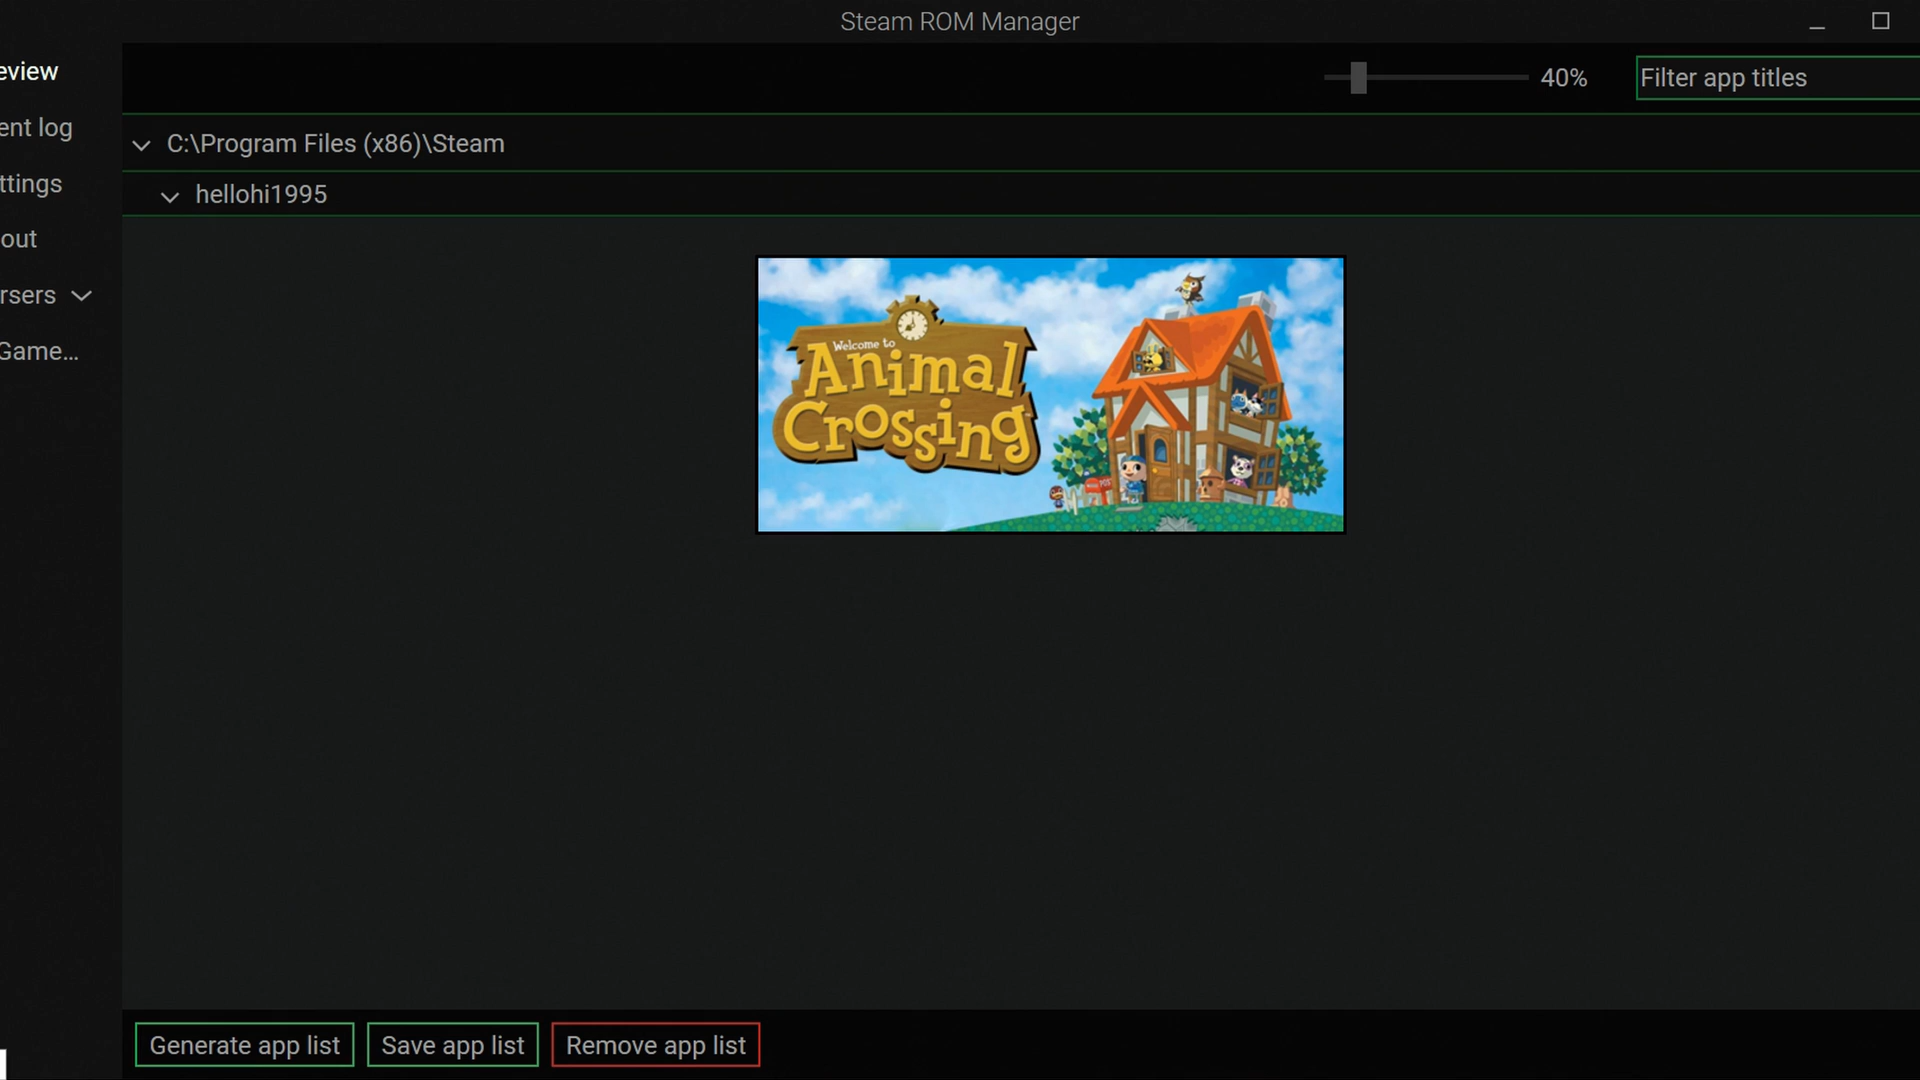 Steam ROM Manager
eview
40%
Filter app titles
ent log
C:\Program Files (x86)\Steam
ttings
hellohi1995
out
rsers
Game...
Welcome to
Animal
Crossing
POST
Generate app list
Save app list
Remove app list